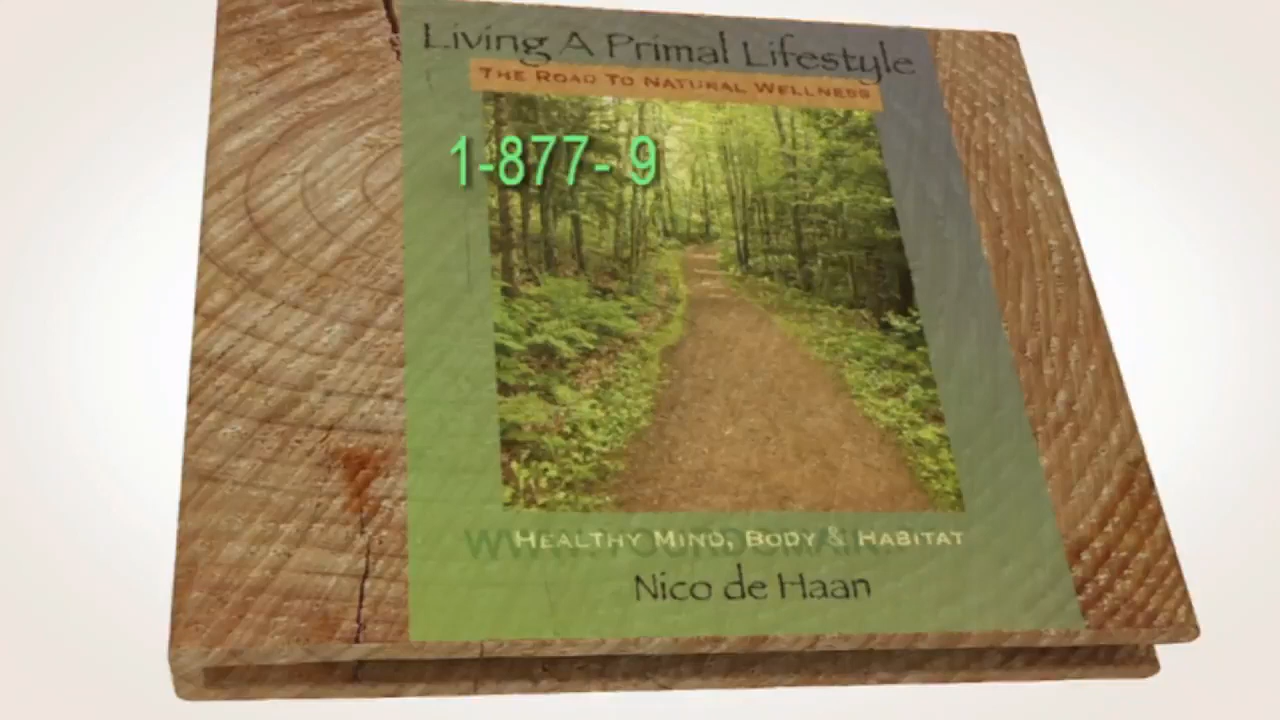 Living A Primal Lifestyle
THE ROAD TO NATURAL WELLNESS
1-877- 9
HEALTHY MIND, BODY & HABITAT
Nico de Haan